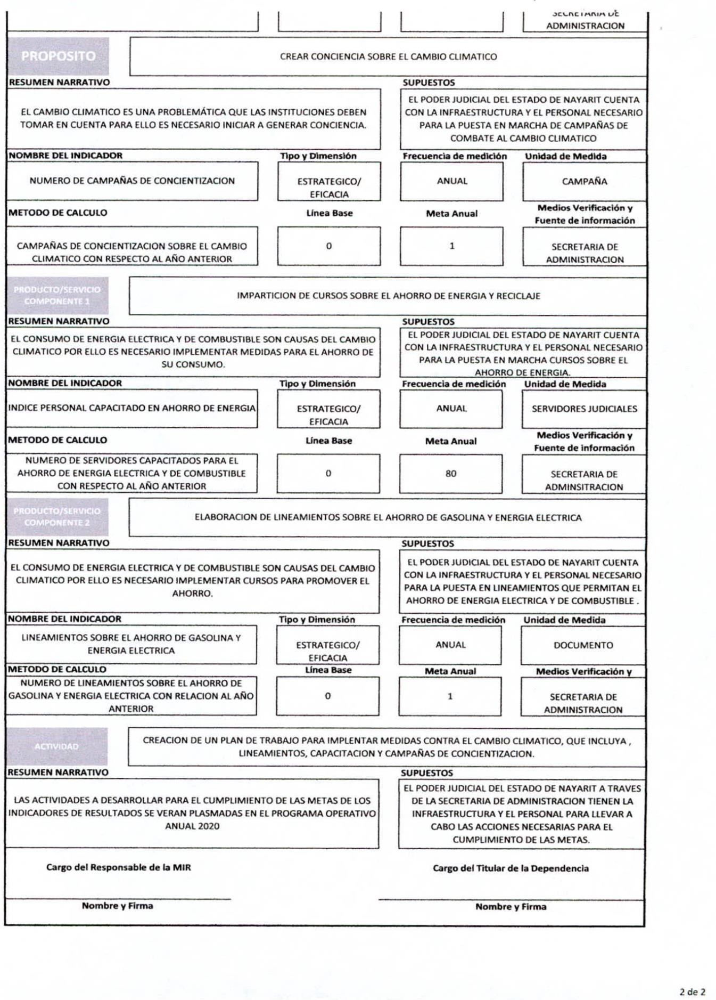 SECRETARIA DE
ADMINISTRACION
PROPOSITO
CREAR CONCIENCIA SOBRE EL CAMBIO CLIMATICO
RESUMEN NARRATIVO
SUPUESTOS
EL CAMBIO CLIMATICO ES UNA PROBLEMÁTICA QUE LAS INSTITUCIONES DEBEN
TOMAR EN CUENTA PARA ELLO ES NECESARIO INICIAR A GENERAR CONCIENCIA.
EL PODER JUDICIAL DEL ESTADO DE NAYARIT CUENTA
CON LA INFRAESTRUCTURA Y EL PERSONAL NECESARIO
PARA LA PUESTA EN MARCHA DE CAMPAÑAS DE
COMBATE AL CAMBIO CLIMATICO
NOMBRE DEL INDICADOR
Tipo y Dimensión
Frecuencia de medición
Unidad de Medida
NUMERO DE CAMPAÑAS DE CONCIENTIZACION
ESTRATEGICO/
EFICACIA
ANUAL
CAMPAÑA
METODO DE CALCULO
Línea Base
Meta Anual
Medios Verificación y
Fuente de información
CAMPAÑAS DE CONCIENTIZACION SOBRE EL CAMBIO
CLIMATICO CON RESPECTO AL AÑO ANTERIOR
0
1
SECRETARIA DE
ADMINISTRACION
PRODUCTO/SERVICIO
COMPONENTE 1
IMPARTICION DE CURSOS SOBRE EL AHORRO DE ENERGIA Y RECICLAJE
RESUMEN NARRATIVO
SUPUESTOS
EL CONSUMO DE ENERGIA ELECTRICA Y DE COMBUSTIBLE SON CAUSAS DEL CAMBIO
CLIMATICO POR ELLO ES NECESARIO IMPLEMENTAR MEDIDAS PARA EL AHORRO DE
SU CONSUMO.
EL PODER JUDICIAL DEL ESTADO DE NAYARIT CUENTA
CON LA INFRAESTRUCTURA Y EL PERSONAL NECESARIO
PARA LA PUESTA EN MARCHA CURSOS SOBRE EL
AHORRO DE ENERGIA.
NOMBRE DEL INDICADOR
Tipo y Dimensión
Frecuencia de medición
Unidad de Medida
INDICE PERSONAL CAPACITADO EN AHORRO DE ENERGIA
ESTRATEGICO/
EFICACIA
ANUAL
SERVIDORES JUDICIALES
METODO DE CALCULO
Línea Base
Meta Anual
Medios Verificación y
Fuente de información
NUMERO DE SERVIDORES CAPACITADOS PARA EL
AHORRO DE ENERGIA ELECTRICA Y DE COMBUSTIBLE
CON RESPECTO AL AÑO ANTERIOR
0
80
SECRETARIA DE
ADMINSITRACION
PRODUCTO/SERVICIO
COMPONENTE 2
ELABORACION DE LINEAMIENTOS SOBRE EL AHORRO DE GASOLINA Y ENERGIA ELECTRICA
RESUMEN NARRATIVO
SUPUESTOS
EL CONSUMO DE ENERGIA ELECTRICA Y DE COMBUSTIBLE SON CAUSAS DEL CAMBIO
CLIMATICO POR ELLO ES NECESARIO IMPLEMENTAR CURSOS PARA PROMOVER EL
AHORRO.
EL PODER JUDICIAL DEL ESTADO DE NAYARIT CUENTA
CON LA INFRAESTRUCTURA Y EL PERSONAL NECESARIO
PARA LA PUESTA EN LINEAMIENTOS QUE PERMITAN EL
AHORRO DE ENERGIA ELECTRICA Y DE COMBUSTIBLE .
NOMBRE DEL INDICADOR
Tipo y Dimensión
Frecuencia de medición
Unidad de Medida
LINEAMIENTOS SOBRE EL AHORRO DE GASOLINA Y
ENERGIA ELECTRICA
ESTRATEGICO/
EFICACIA
ANUAL
DOCUMENTO
METODO DE CALCULO
Línea Base
Meta Anual
Medios Verificación y
NUMERO DE LINEAMIENTOS SOBRE EL AHORRO DE
GASOLINA Y ENERGIA ELECTRICA CON RELACION AL AÑO
ANTERIOR
0
1
SECRETARIA DE
ADMINISTRACION
ACTIVIDAD
CREACION DE UN PLAN DE TRABAJO PARA IMPLENTAR MEDIDAS CONTRA EL CAMBIO CLIMATICO, QUE INCLUYA ,
LINEAMIENTOS, CAPACITACION Y CAMPAÑAS DE CONCIENTIZACION.
RESUMEN NARRATIVO
SUPUESTOS
LAS ACTIVIDADES A DESARROLLAR PARA EL CUMPLIMIENTO DE LAS METAS DE LOS
INDICADORES DE RESULTADOS SE VERAN PLASMADAS EN EL PROGRAMA OPERATIVO
ANUAL 2020
EL PODER JUDICIAL DEL ESTADO DE NAYARIT A TRAVES
DE LA SECRETARIA DE ADMINISTRACION TIENEN LA
INFRAESTRUCTURA Y EL PERSONAL PARA LLEVAR A
CABO LAS ACCIONES NECESARIAS PARA EL
CUMPLIMIENTO DE LAS METAS.
Cargo del Responsable de la MIR
Cargo del Titular de la Dependencia
Nombre y Firma
Nombre y Firma
2 de 2